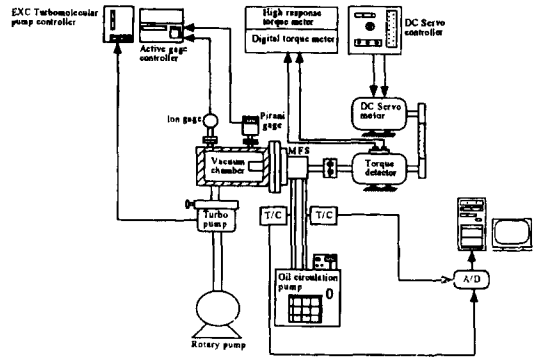 EXC Turbomolecular
pump controller
Active gage
controller
High response
torque meter
Digital torque meter
DC Servo
controller
Ion gage
Pirani
gage
DC Servo
motor
MFS
Vacuum
chamber
Torque
detector
Turbo
pump
T/C
T/C
A/D
Oil circulation
pump
0
Rotary pump